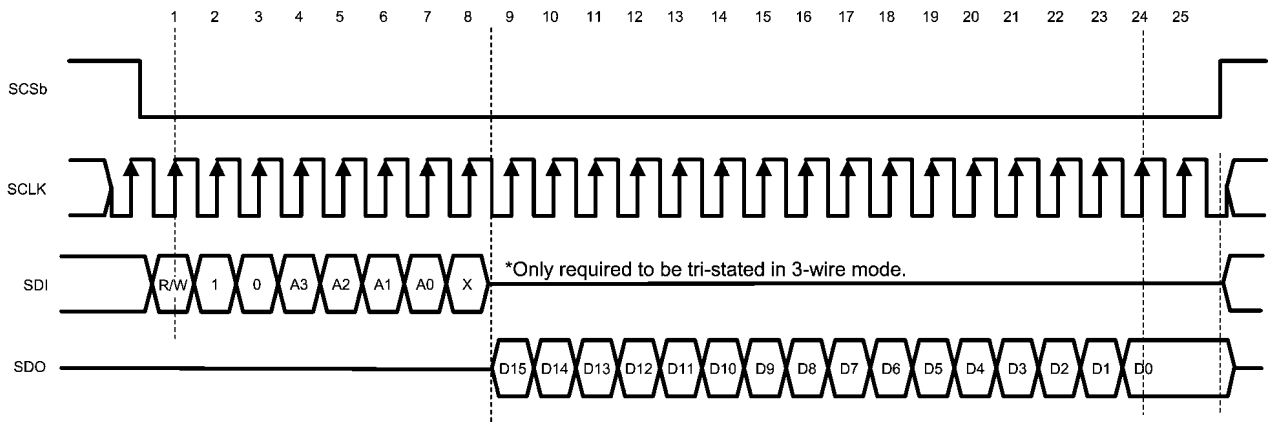 1 2 3 4 5 6 7 8 9 10 11 12 13 14 15 16 17 18 19 20 21 22 23 24 25
SCSb
SCLK
SDI R/W 1 0 A3 A2 A1 A0 X *Only required to be tri-stated in 3-wire mode.
SDO D15 D14 D13 D12 D11 D10 D9 D8 D7 D6 D5 D4 D3 D2 D1 D0